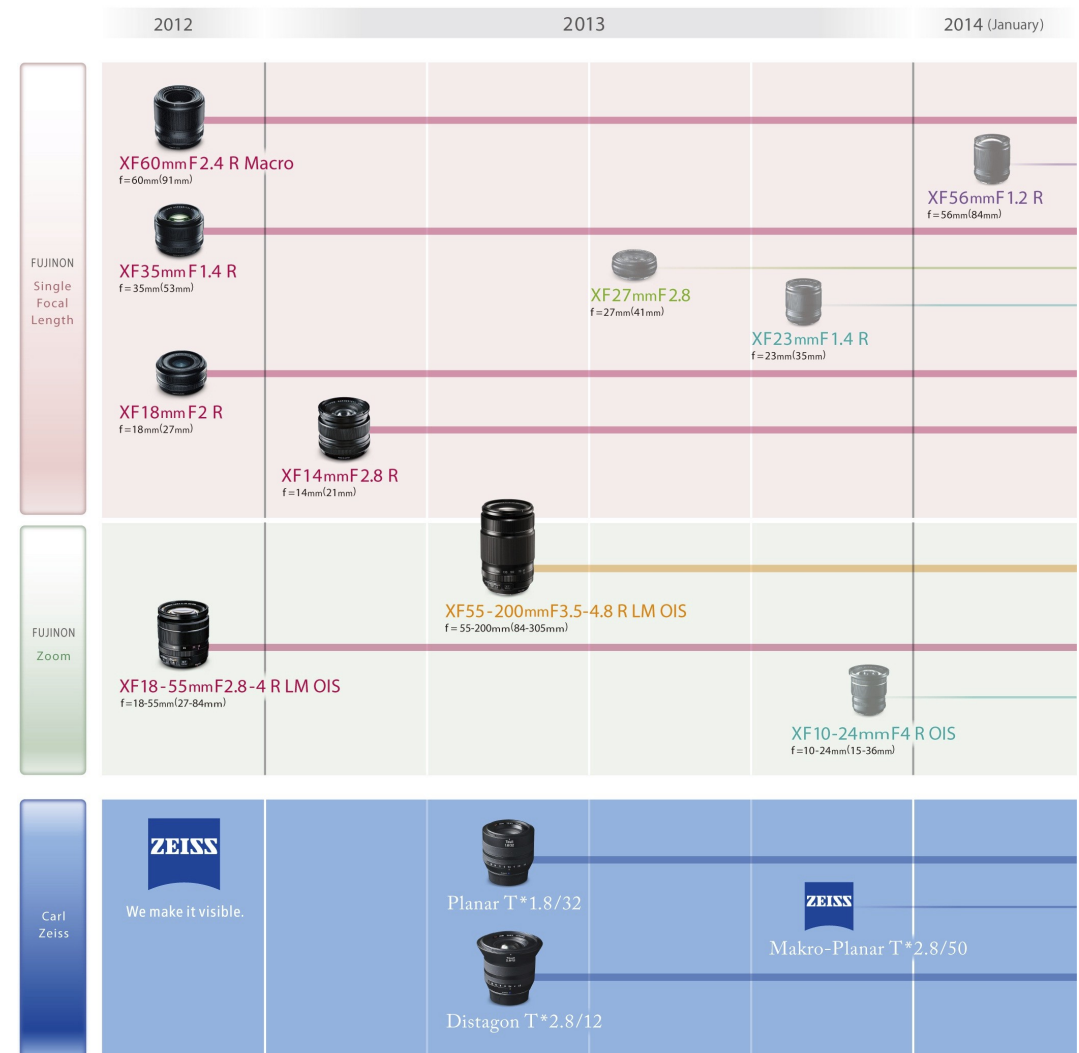 2012
2013
2014 (January)
FUJINON
Single
Focal
Length
XF60mmF2.4 R Macro
f=60mm(91mm)
XF56mmF1.2 R
f=56mm(84mm)
XF35mmF1.4 R
f=35mm(53mm)
XF27mmF2.8
f=27mm(41mm)
XF23mmF1.4 R
f=23mm(35mm)
XF18mmF2 R
f=18mm(27mm)
XF14mmF2.8 R
f=14mm(21mm)
FUJINON
Zoom
XF55-200mmF3.5-4.8 R LM OIS
f=55-200mm(84-305mm)
XF18-55mmF2.8-4 R LM OIS
f=18-55mm(27-84mm)
XF10-24mmF4 R OIS
f=10-24mm(15-36mm)
Carl
Zeiss
ZEISS
We make it visible.
Planar T*1.8/32
ZEISS
Makro-Planar T*2.8/50
Distagon T*2.8/12